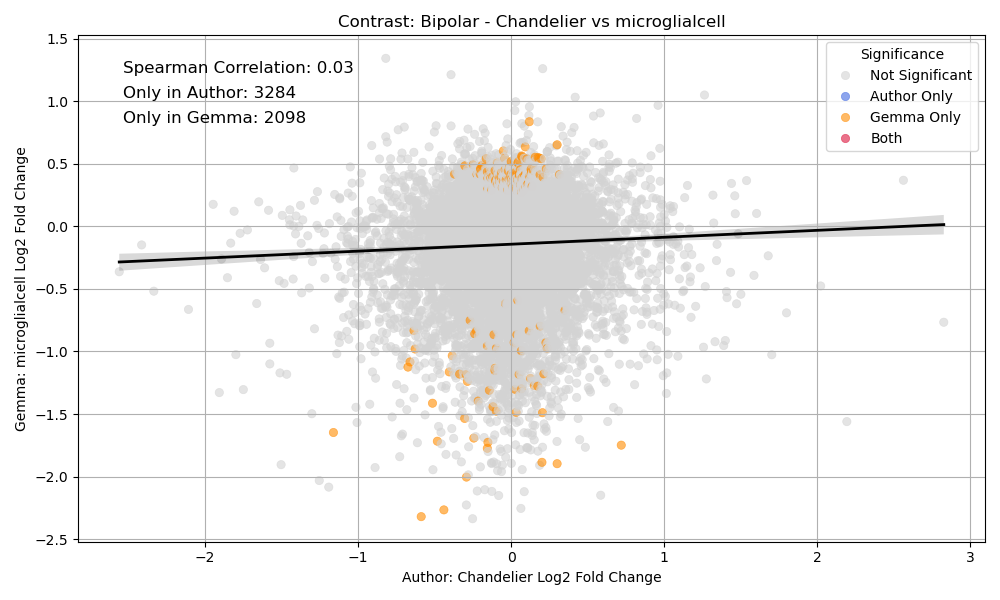 Contrast: Bipolar - Chandelier vs microglialcell
Spearman Correlation: 0.03
Only in Author: 3284
Only in Gemma: 2098
Significance
Not Significant
Author Only
Gemma Only
Both
Gemma: microglialcell Log2 Fold Change
1.5
1.0
0.5
0.0
−0.5
−1.0
−1.5
−2.0
−2.5
−2
−1
0
1
2
3
Author: Chandelier Log2 Fold Change